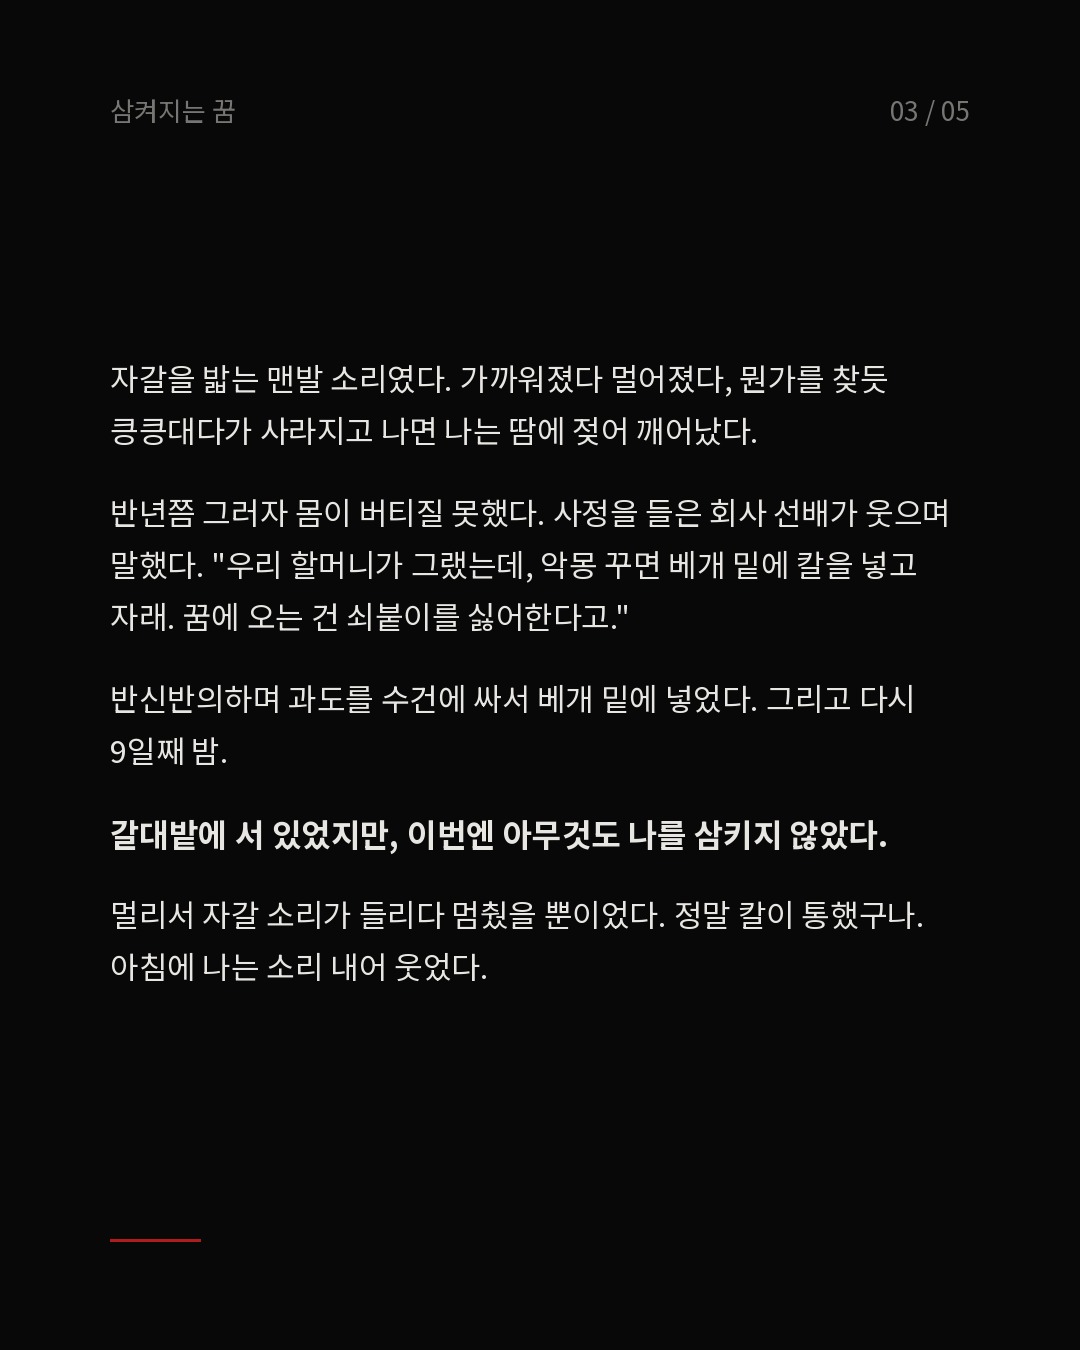 삼켜지는 꿈
03 / 05
자갈을 밟는 맨발 소리였다. 가까워졌다 멀어졌다, 뭔가를 찾듯
킁킁대다가 사라지고 나면 나는 땀에 젖어 깨어났다.
반년쯤 그러자 몸이 버티질 못했다. 사정을 들은 회사 선배가 웃으며
말했다. "우리 할머니가 그랬는데, 악몽 꾸면 베개 밑에 칼을 넣고
자래. 꿈에 오는 건 쇠붙이를 싫어한다고."
반신반의하며 과도를 수건에 싸서 베개 밑에 넣었다. 그리고 다시
9일째 밤.
갈대밭에 서 있었지만, 이번엔 아무것도 나를 삼키지 않았다.
멀리서 자갈 소리가 들리다 멈췄을 뿐이었다. 정말 칼이 통했구나.
아침에 나는 소리 내어 웃었다.